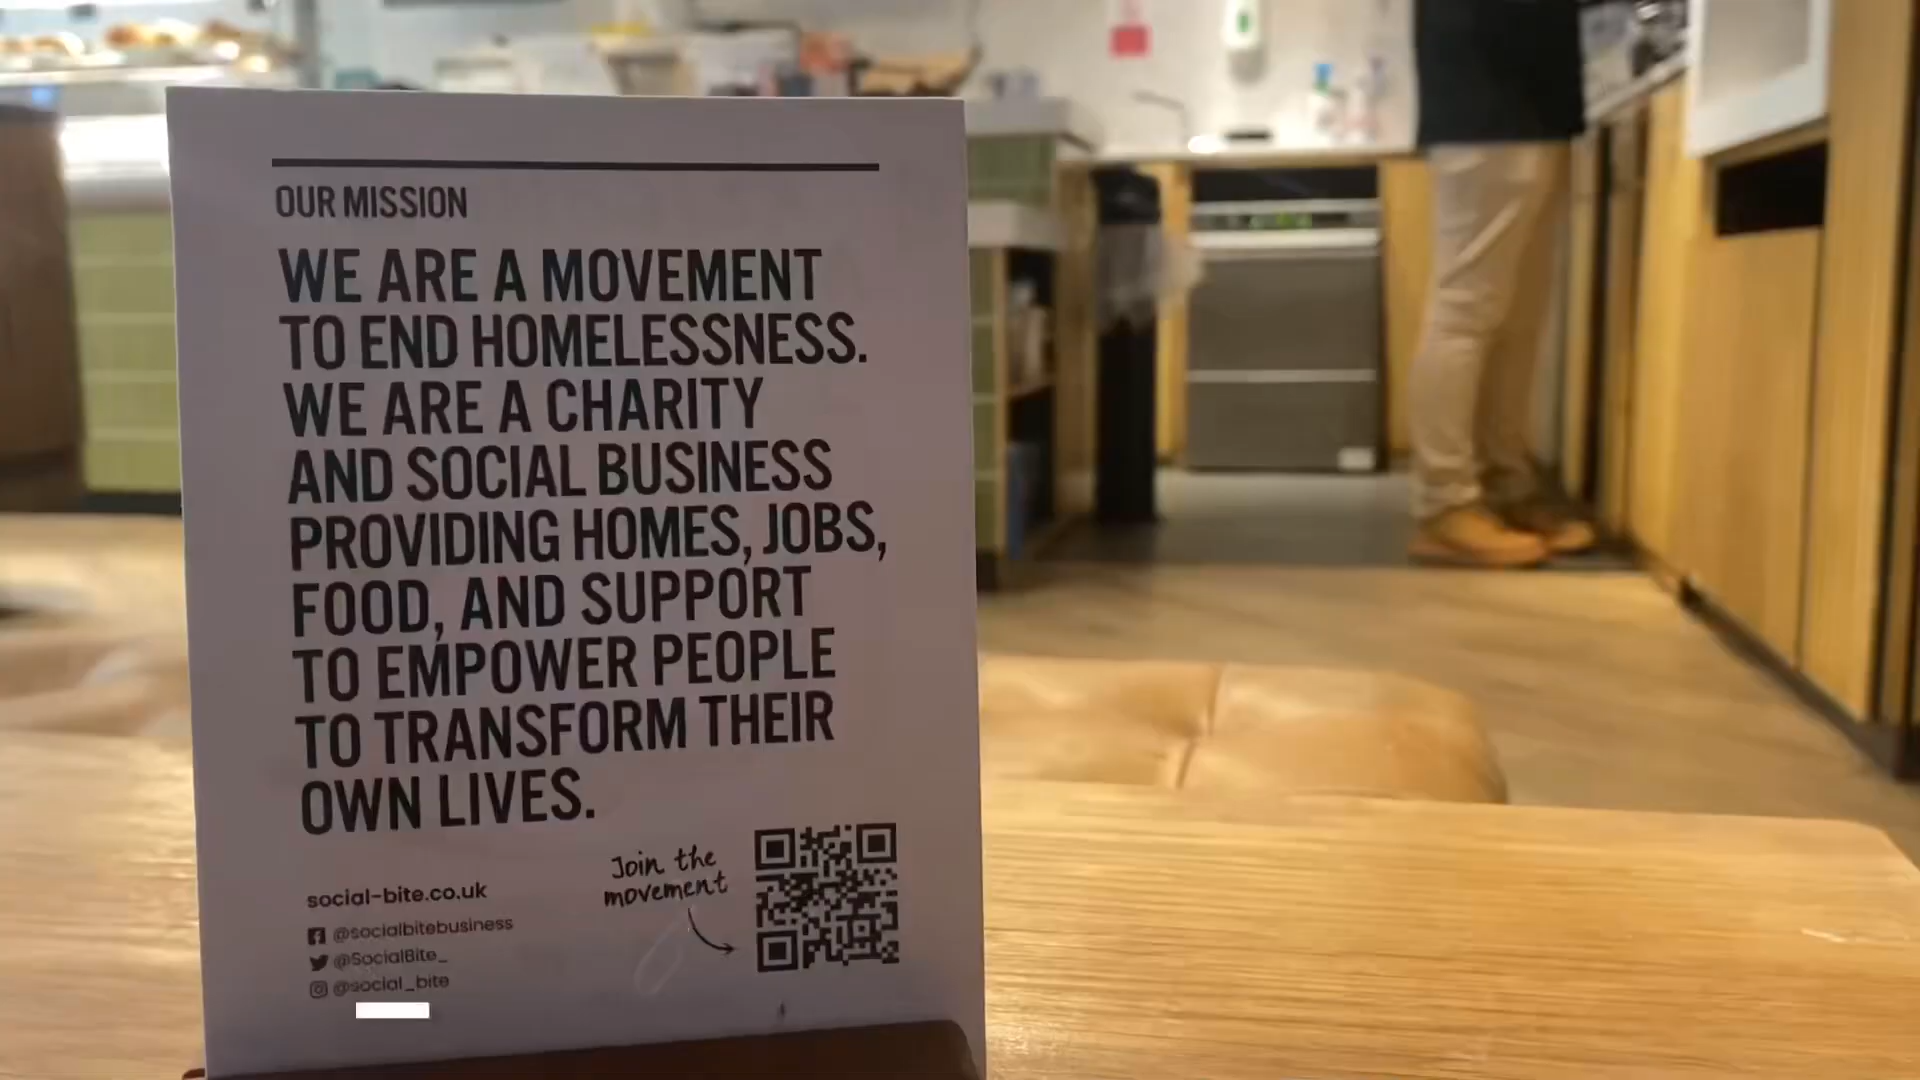 OUR MISSION
WE ARE A MOVEMENT
TO END HOMELESSNESS.
WE ARE A CHARITY
AND SOCIAL BUSINESS
PROVIDING HOMES, JOBS,
FOOD, AND SUPPORT
TO EMPOWER PEOPLE
TO TRANSFORM THEIR
OWN LIVES.
Join the
movement
social-bite.co.uk
@socialbitebusiness
@SocialBite_
@social_bite